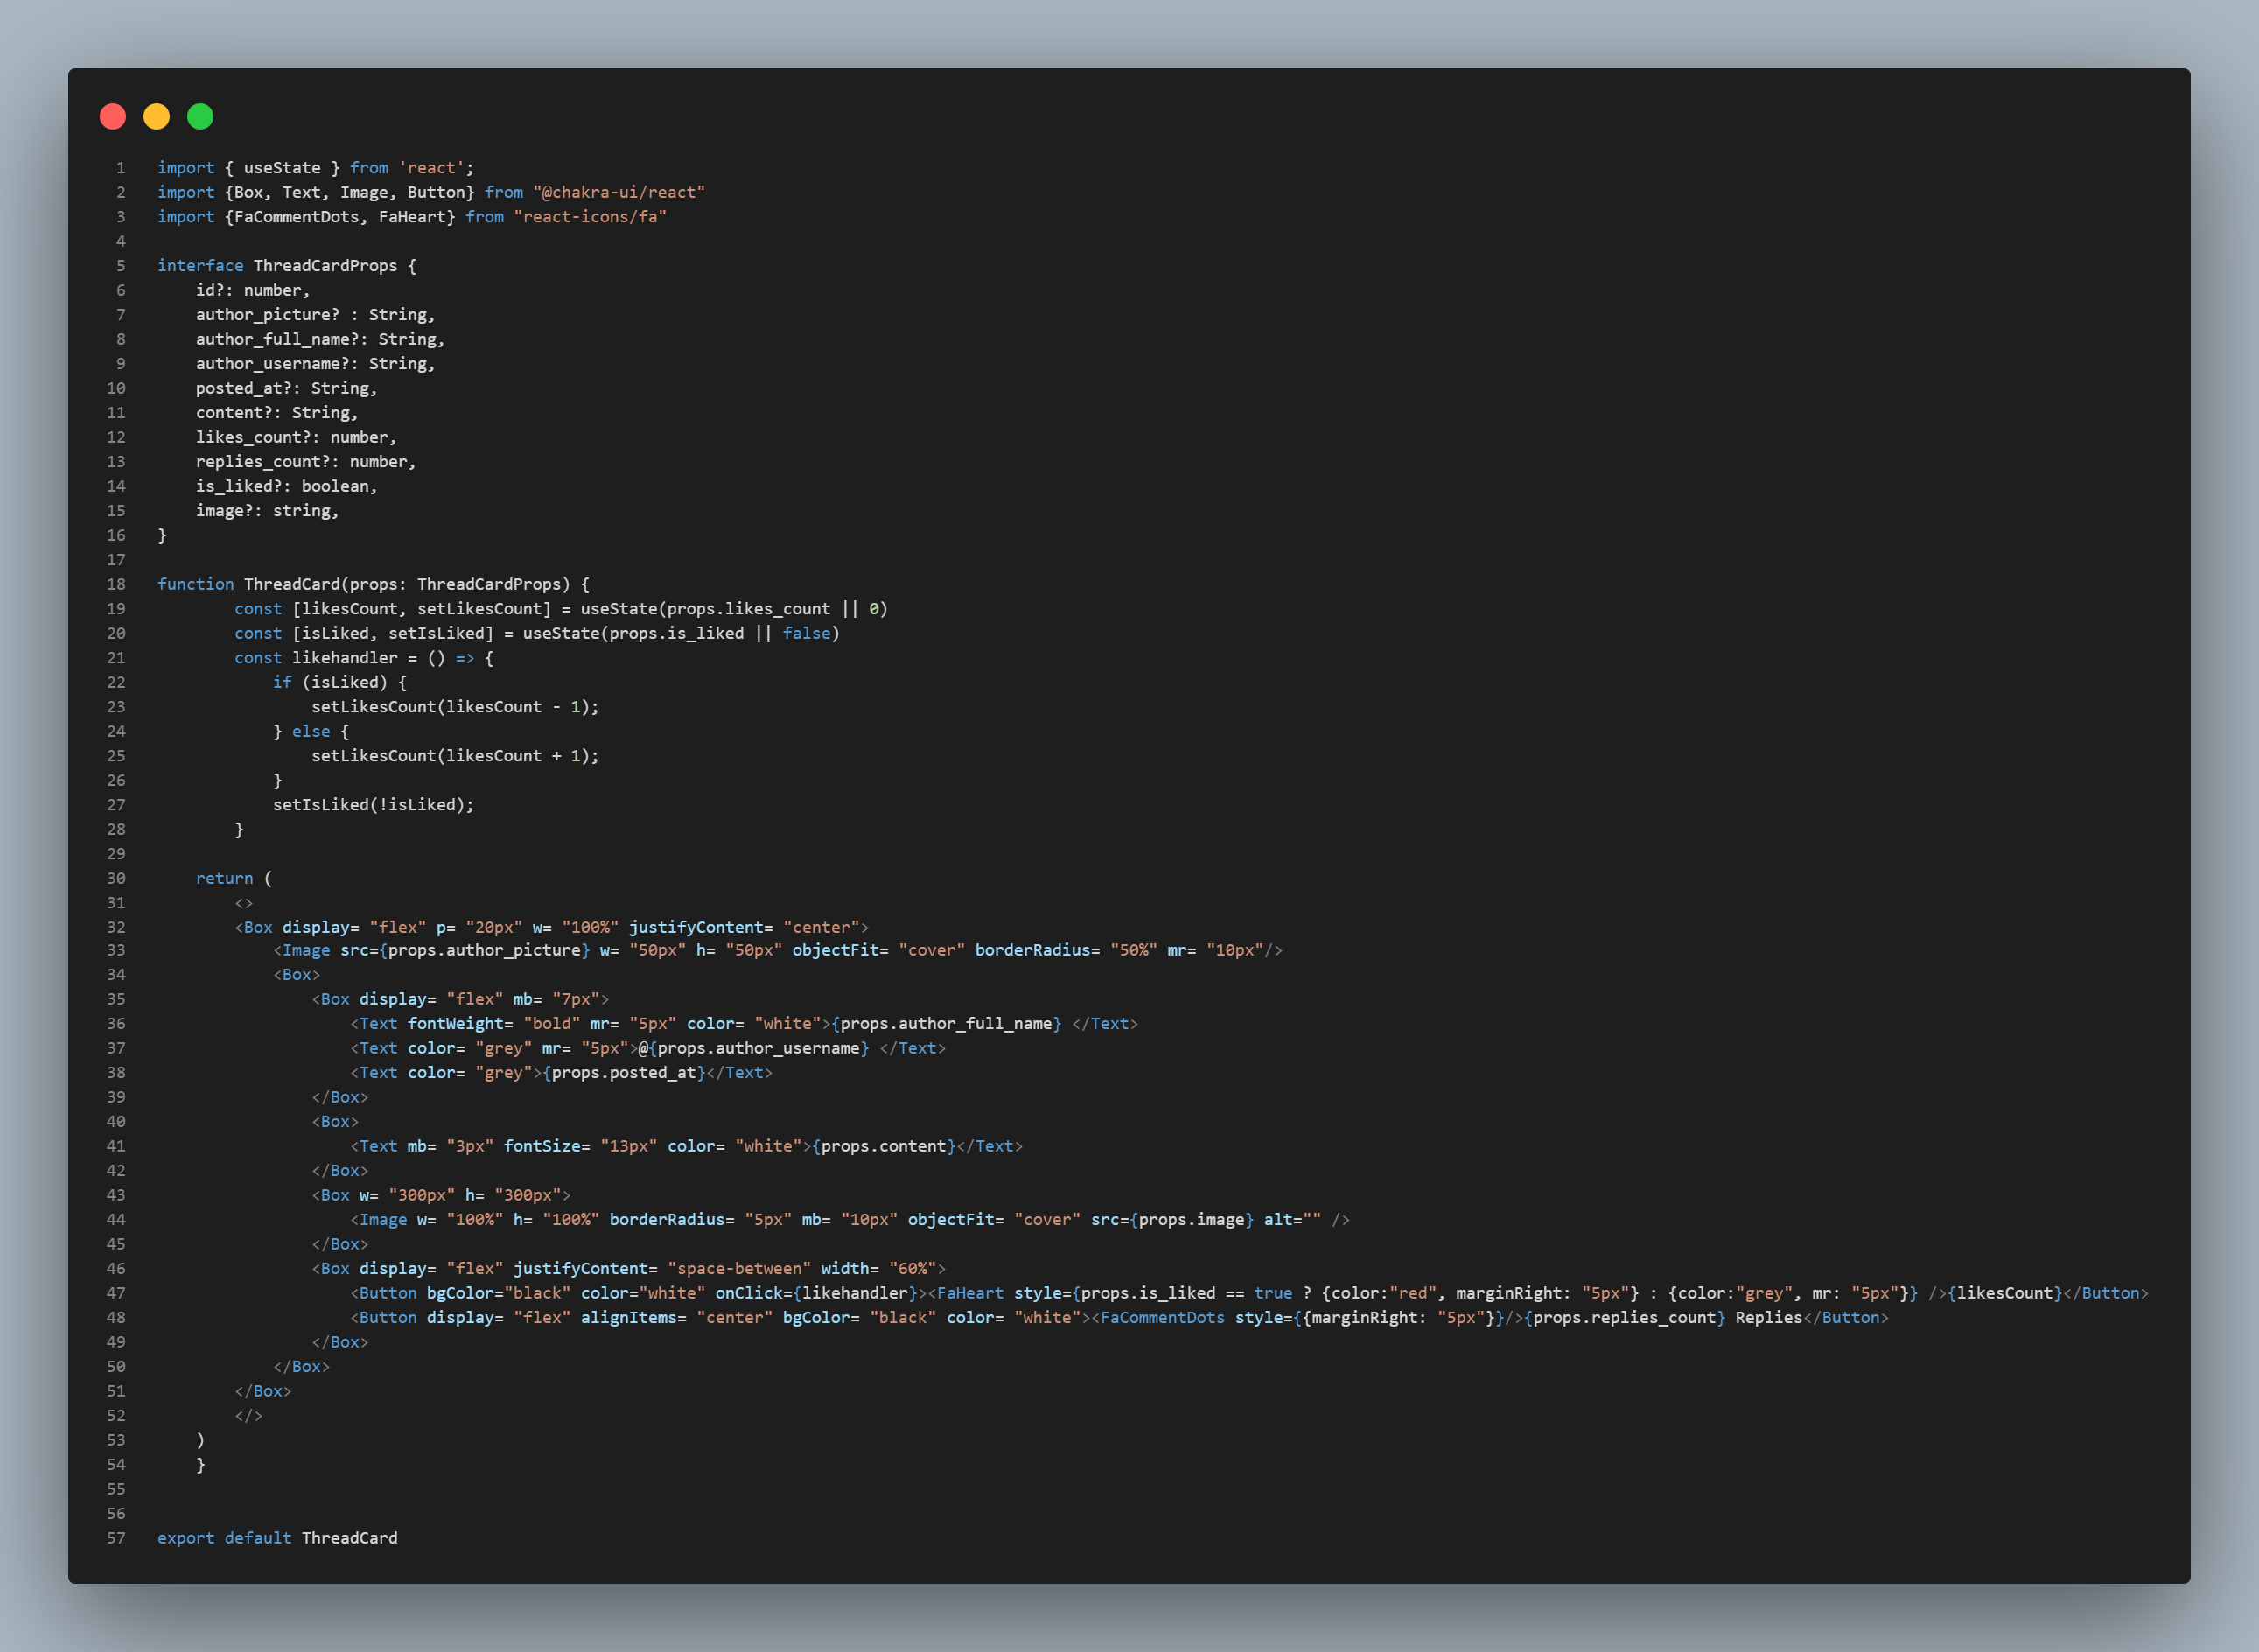 1 import { useState } from 'react';
2 import {Box, Text, Image, Button} from "@chakra-ui/react"
3 import {FaCommentDots, FaHeart} from "react-icons/fa"
4
5 interface ThreadCardProps {
6     id?: number,
7     author_picture? : String,
8     author_full_name?: String,
9     author_username?: String,
10     posted_at?: String,
11     content?: String,
12     likes_count?: number,
13     replies_count?: number,
14     is_liked?: boolean,
15     image?: string,
16 }
17
18 function ThreadCard(props: ThreadCardProps) {
19         const [likesCount, setLikesCount] = useState(props.likes_count || 0)
20         const [isLiked, setIsLiked] = useState(props.is_liked || false)
21         const likehandler = () => {
22             if (isLiked) {
23                 setLikesCount(likesCount - 1);
24             } else {
25                 setLikesCount(likesCount + 1);
26             }
27             setIsLiked(!isLiked);
28         }
29
30     return (
31         <>
32         <Box display= "flex" p= "20px" w= "100%" justifyContent= "center">
33             <Image src={props.author_picture} w= "50px" h= "50px" objectFit= "cover" borderRadius= "50%" mr= "10px"/>
34             <Box>
35                 <Box display= "flex" mb= "7px">
36                     <Text fontWeight= "bold" mr= "5px" color= "white">{props.author_full_name} </Text>
37                     <Text color= "grey" mr= "5px">@{props.author_username} </Text>
38                     <Text color= "grey">{props.posted_at}</Text>
39                 </Box>
40                 <Box>
41                     <Text mb= "3px" fontSize= "13px" color= "white">{props.content}</Text>
42                 </Box>
43                 <Box w= "300px" h= "300px">
44                     <Image w= "100%" h= "100%" borderRadius= "5px" mb= "10px" objectFit= "cover" src={props.image} alt="" />
45                 </Box>
46                 <Box display= "flex" justifyContent= "space-between" width= "60%">
47                     <Button bgColor="black" color="white" onClick={likehandler}><FaHeart style={props.is_liked == true ? {color:"red", marginRight: "5px"} : {color:"grey", mr: "5px"}} />{likesCount}</Button>
48                     <Button display= "flex" alignItems= "center" bgColor= "black" color= "white"><FaCommentDots style={{marginRight: "5px"}}/>{props.replies_count} Replies</Button>
49                 </Box>
50             </Box>
51         </Box>
52         </>
53     )
54     }
55
56
57 export default ThreadCard